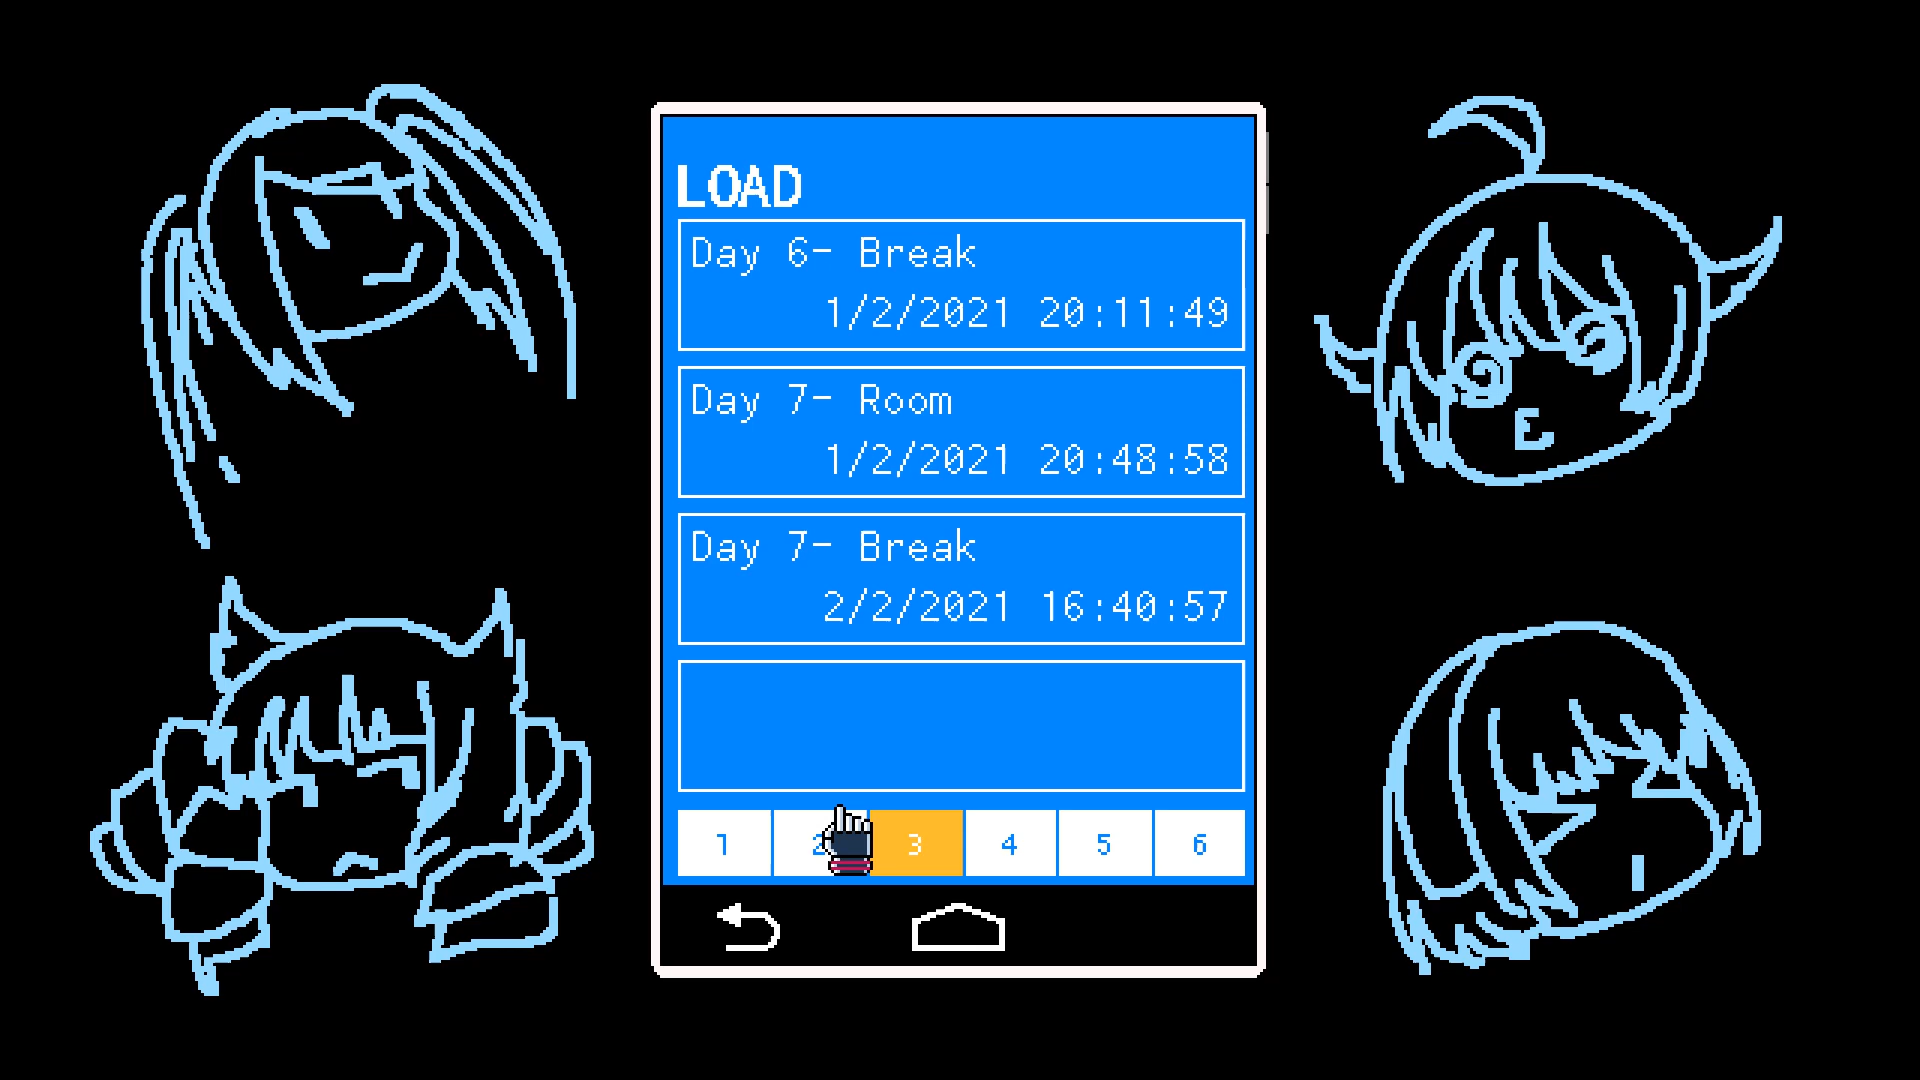 LOAD
Day 6- Break
1/2/2021 20:11:49
Day 7- Room
1/2/2021 20:48:58
Day 7- Break
2/2/2021 16:40:57
1 2 3 4 5 6